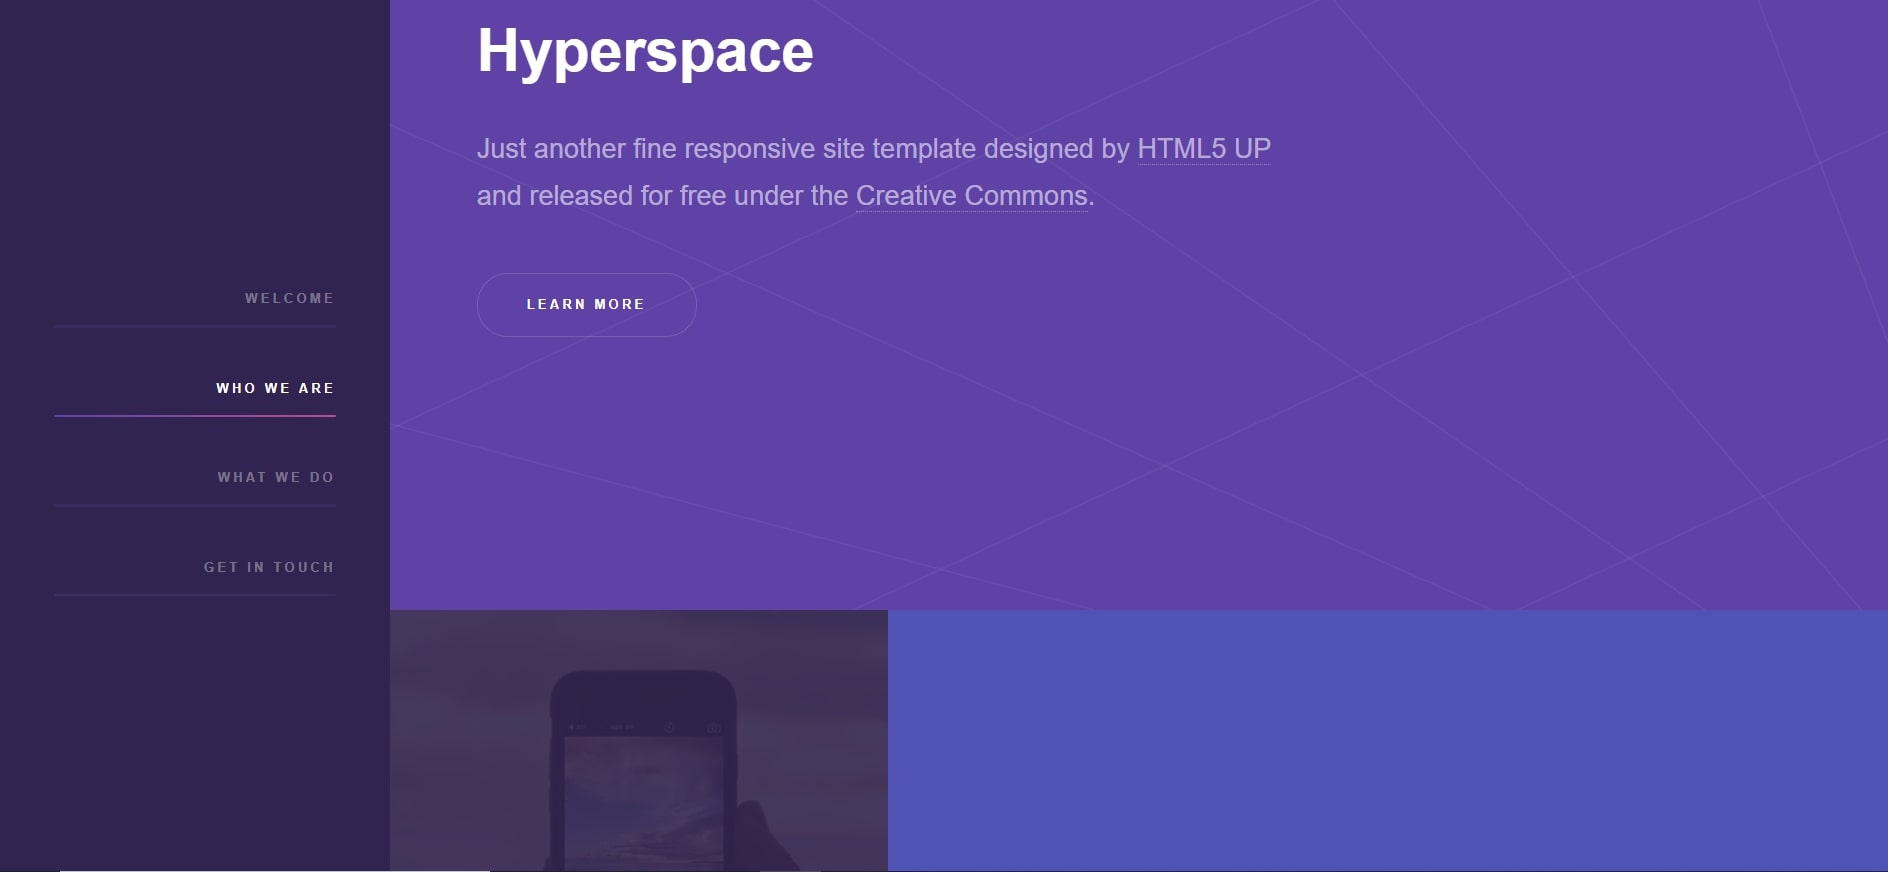 Hyperspace
Just another fine responsive site template designed by HTML5 UP
and released for free under the Creative Commons.
LEARN MORE
WELCOME
WHO WE ARE
WHAT WE DO
GET IN TOUCH